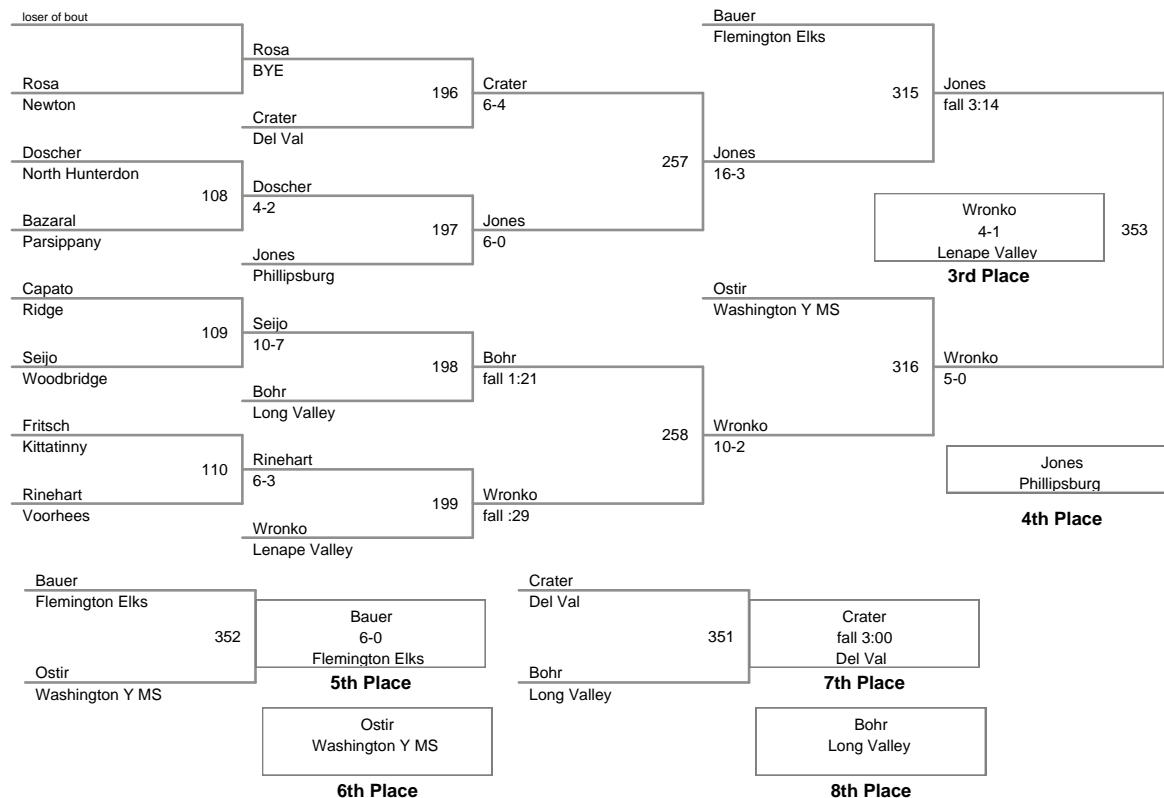 loser of bout
Rosa
Newton
Doscher
North Hunterdon
108
Bazaral
Parsippany
Capato
Ridge
109
Seijo
Woodbridge
Fritsch
Kittatinny
110
Rinehart
Voorhees
Rosa
BYE
196
Crater
Del Val
Doscher
4-2
197
Jones
Phillipsburg
Seijo
10-7
198
Bohr
Long Valley
Rinehart
6-3
199
Wronko
Lenape Valley
Crater
6-4
257
Jones
6-0
Bohr
fall 1:21
258
Wronko
fall :29
Bauer
Flemington Elks
315
Jones
16-3
Ostir
Washington Y MS
316
Wronko
10-2
Jones
fall 3:14
353
Wronko
5-0
Wronko
4-1
Lenape Valley
3rd Place
Jones
Phillipsburg
4th Place
Bauer
Flemington Elks
352
Ostir
Washington Y MS
Bauer
6-0
Flemington Elks
5th Place
Ostir
Washington Y MS
6th Place
Crater
Del Val
351
Bohr
Long Valley
Crater
fall 3:00
Del Val
7th Place
Bohr
Long Valley
8th Place